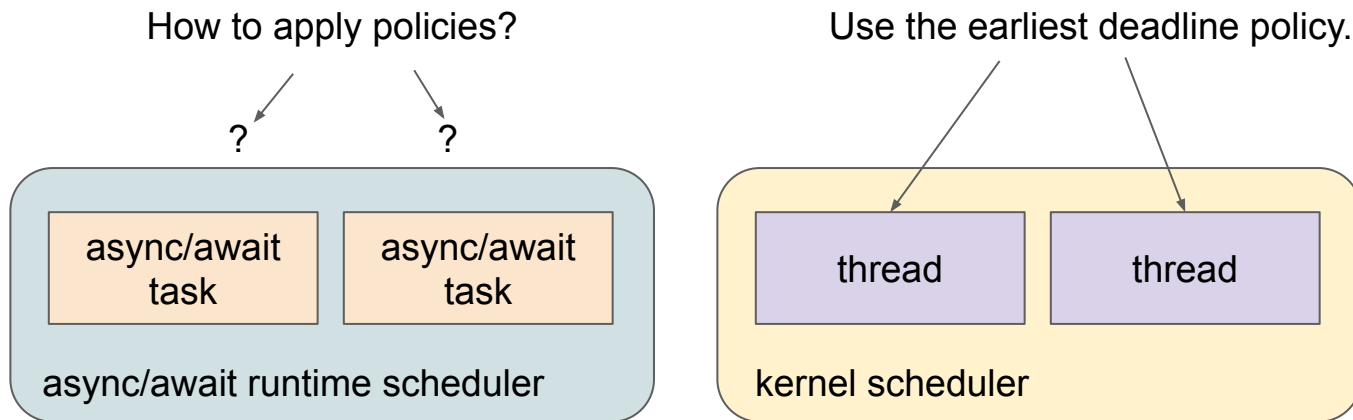 How to apply policies?
Use the earliest deadline policy.
?
?
async/await
task
async/await
task
thread
thread
async/await runtime scheduler
kernel scheduler